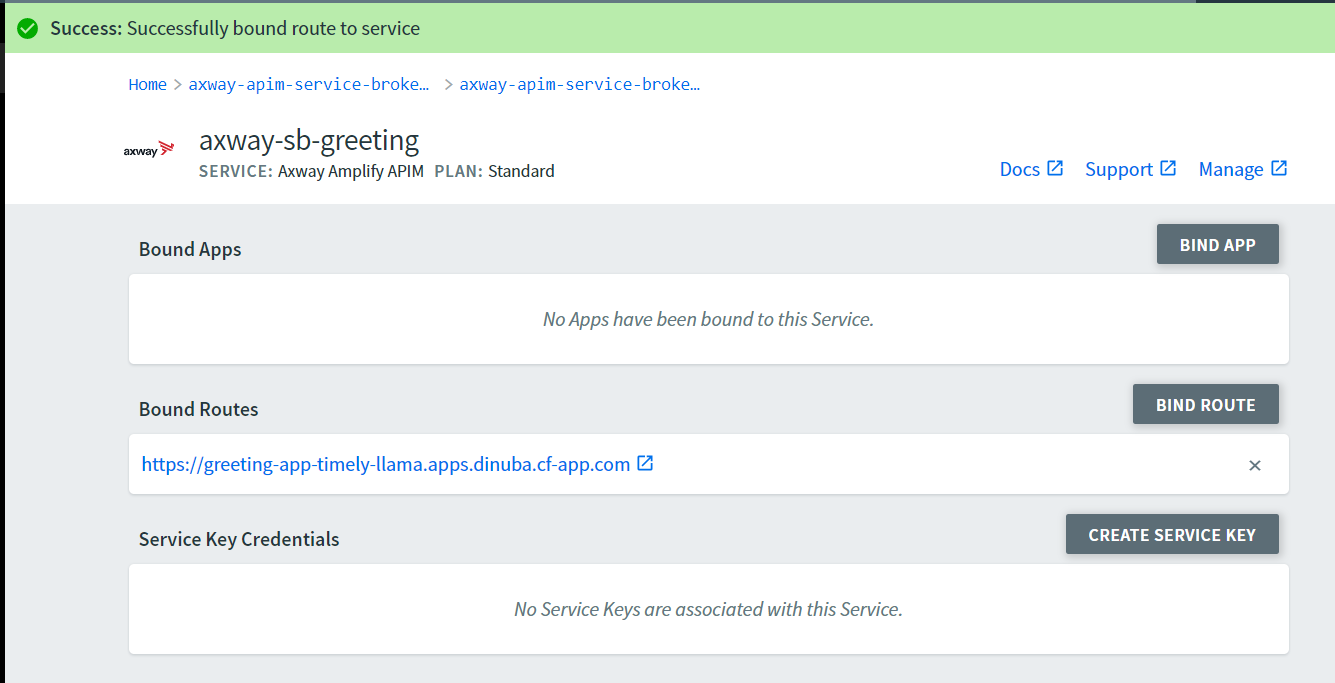 Success: Successfully bound route to service
Home > axway-apim-service-broke… > axway-apim-service-broke…
axway
axway-sb-greeting
SERVICE: Axway Amplify APIM PLAN: Standard
Docs Support Manage
Bound Apps
BIND APP
No Apps have been bound to this Service.
Bound Routes
BIND ROUTE
https://greeting-app-timely-llama.apps.dinuba.cf-app.com
×
Service Key Credentials
CREATE SERVICE KEY
No Service Keys are associated with this Service.